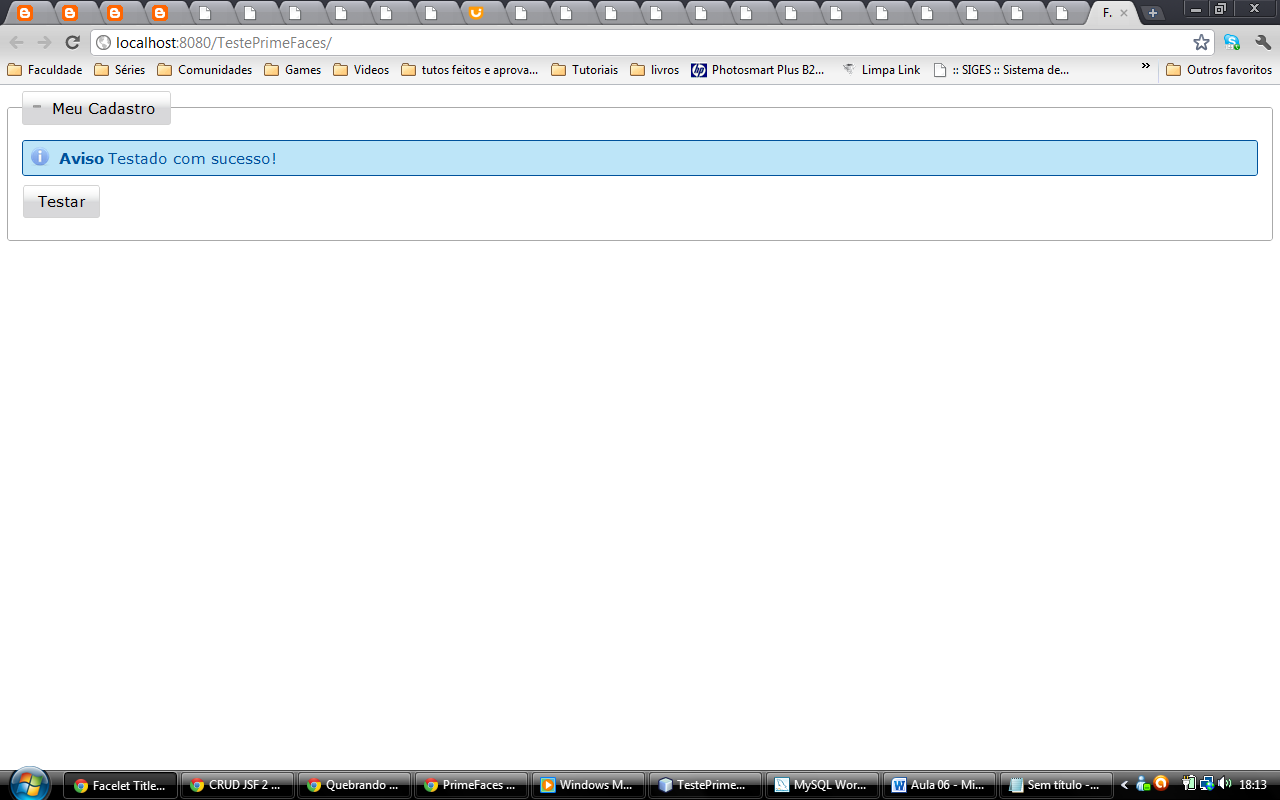 F.
localhost:8080/TestePrimeFaces/
Faculdade Séries Comunidades Games Videos tutos feitos e aprova... Tutoriais livros Photosmart Plus B2... Limpa Link :: SIGES :: Sistema de... » Outros favoritos
Meu Cadastro
Aviso Testado com sucesso!
Testar
Facelet Title... CRUD JSF 2 ... Quebrando ... PrimeFaces ... Windows M... TestePrime... MySQL Wor... Aula 06 - Mi... Sem título -... 18:13